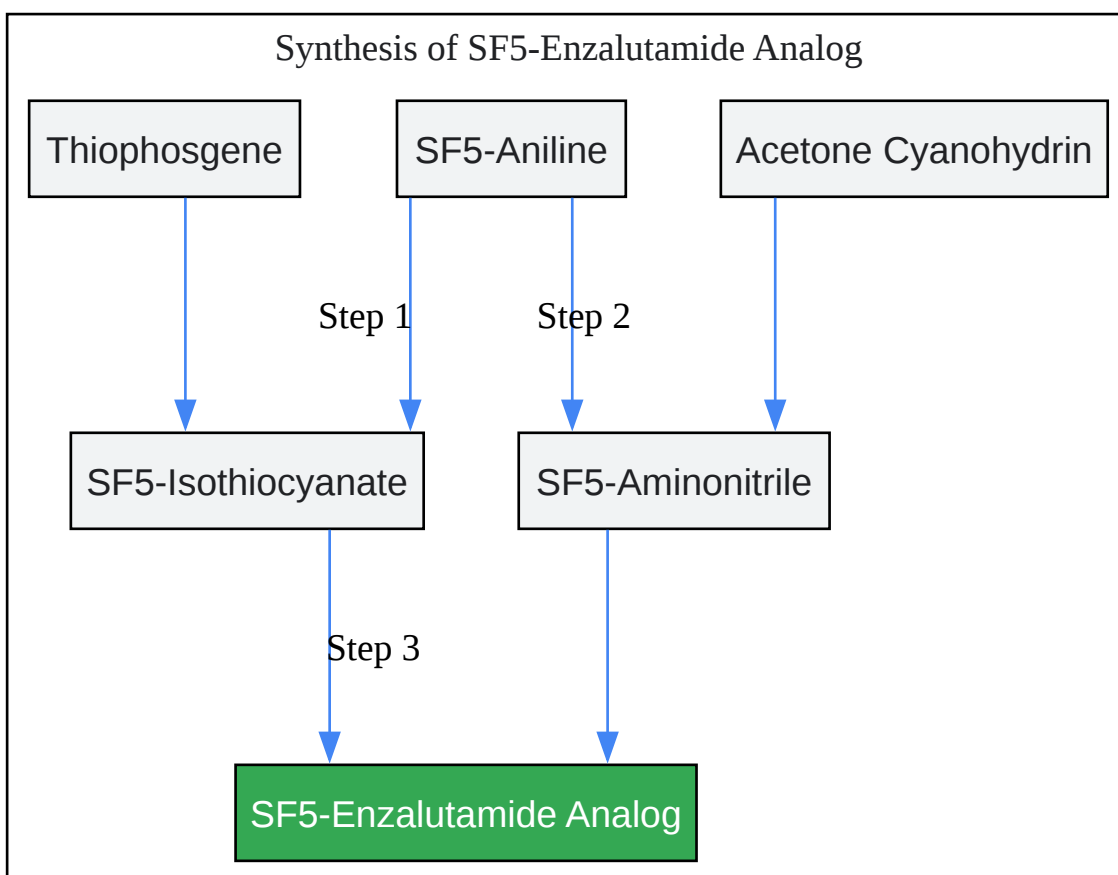 Synthesis of SF5-Enzalutamide Analog
Thiophosgene
SF5-Aniline
Acetone Cyanohydrin
Step 1
Step 2
SF5-Isothiocyanate
SF5-Aminonitrile
Step 3
SF5-Enzalutamide Analog